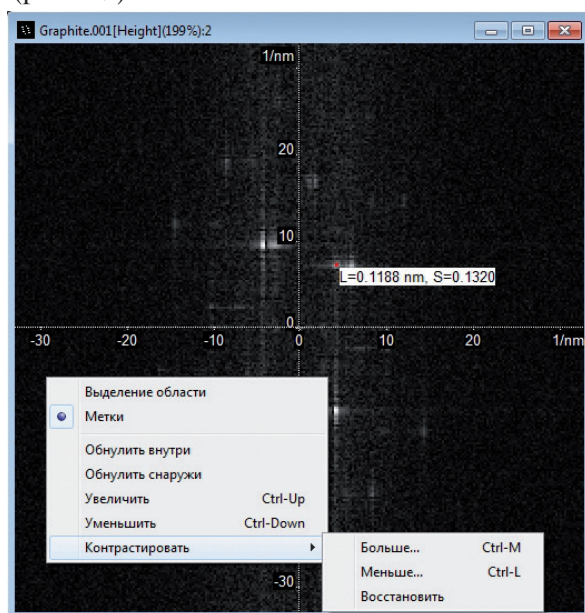 Graphite.001[Height](199%):2
1/nm
20
10
L=0.1188 nm, S=0.1320
0
-30 -20 -10 0 10 20 1/nm
Выделение области
Метки
Обнулить внутри
Обнулить снаружи
Увеличить Ctrl-Up
Уменьшить Ctrl-Down
Контрастировать
Больше... Ctrl-M
Меньше... Ctrl-L
Восстановить
-30